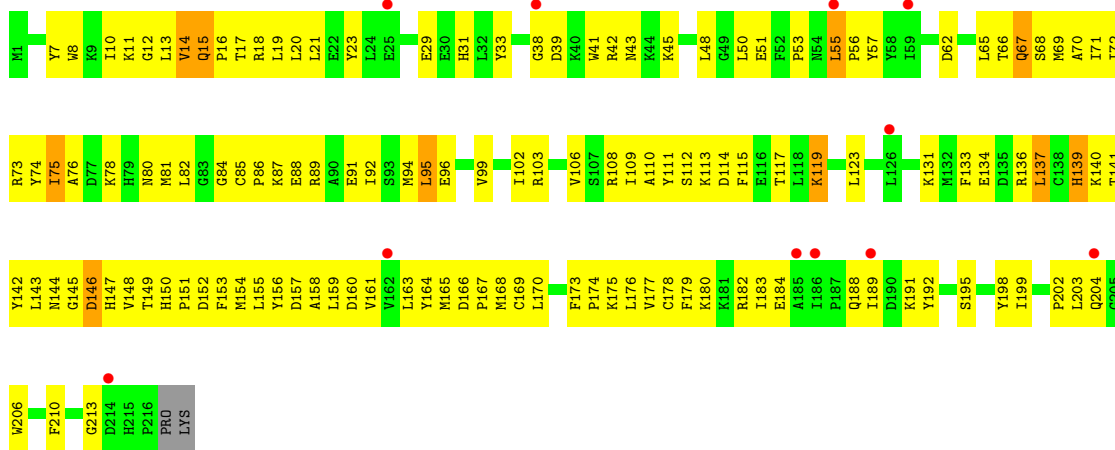 M1 Y7 W8 K9 I10 K11 G12 L13 V14 Q15 P16 T17 R18 L19 L20 L21 E22 Y23 L24 E25 E29 E30 H31 L32 Y33 G38 D39 K40 W41 R42 N43 K44 K45 L48 G49 L50 E51 F52 P53 N54 L55 P56 Y57 Y58 I59 D62 L65 T66 Q67 S68 M69 A70 I71 I72
R73 Y74 I75 A76 D77 K78 H79 N80 M81 L82 G83 G84 C85 P86 K87 E88 R89 A90 E91 I92 S93 M94 L95 E96 V99 I102 R103 V106 S107 R108 I109 A110 Y111 S112 K113 D114 F115 E116 T117 L118 K119 L123 L126 K131 M132 F133 E134 D135 R136 L137 C138 H139 K140 T141
Y142 L143 N144 G145 D146 H147 V148 T149 H150 P151 D152 F153 M154 L155 Y156 D157 A158 L159 D160 V161 V162 L163 Y164 M165 D166 P167 M168 C169 L170 F173 P174 K175 L176 V177 C178 F179 K180 K181 R182 I183 E184 A185 I186 P187 Q188 I189 D190 K191 Y192 S195 Y198 I199 P202 L203 Q204 G205
W206 F210 G213 D214 H215 P216 PRO LYS